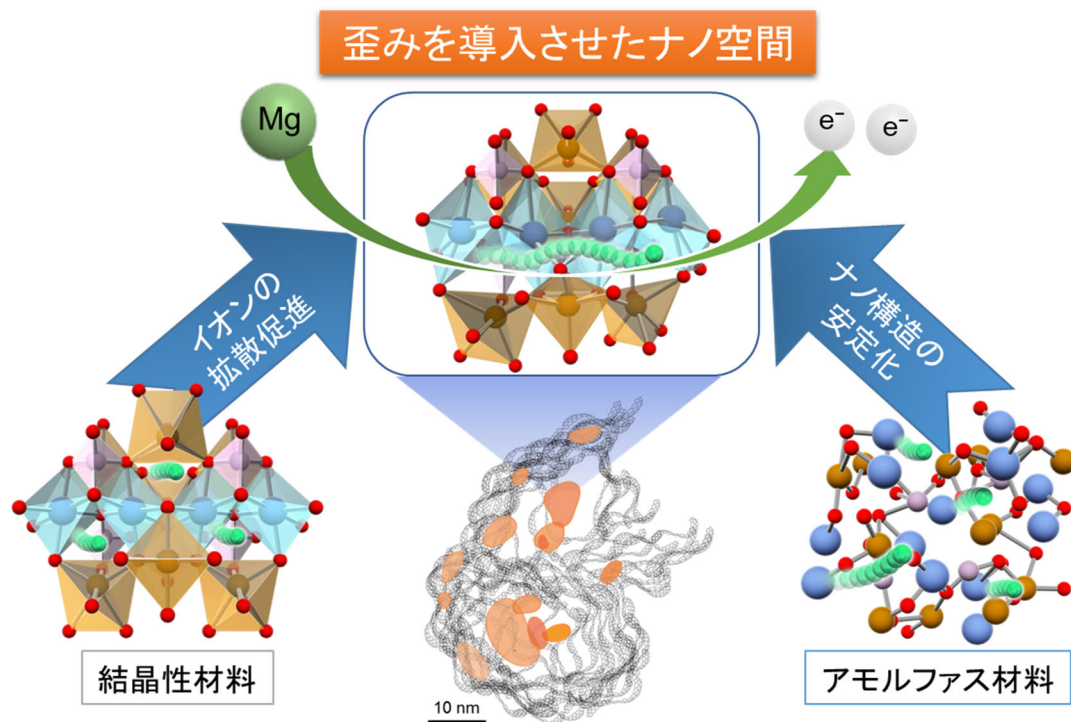 歪みを導入させたナノ空間
Mg
e⁻
e⁻
イオンの
拡散促進
ナノ構造の
安定化
結晶性材料
10 nm
アモルファス材料